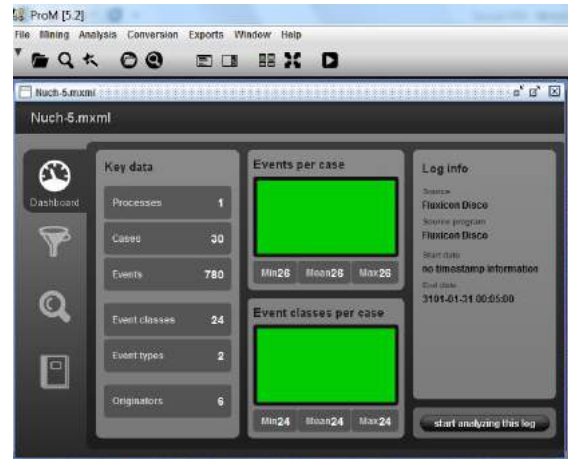 ProM [5.2]
File Mining Analysis Conversion Exports Window Help
Nuch-5.mxml
Nuch-5.mxml
Dashboard
Key data
Processes 1
Cases 30
Events 780
Event classes 24
Event types 2
Originators 6
Events per case
Min26 Mean26 Max26
Event classes per case
Min24 Mean24 Max24
Log info
Source
Fluxicon Disco
Source program
Fluxicon Disco
Start date
no timestamp information
End date
3101-01-31 00:05:00
start analyzing this log